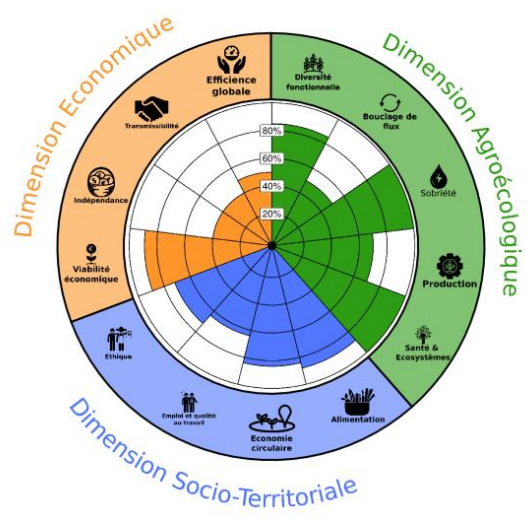 Dimension Economique
Dimension Agroécologique
Efficience
globale
Diversité
fonctionnelle
Bouclage de
flux
Transmissibilité
Sobriété
Indépendance
Production
Viabilité
économique
Santé &
Ecosystèmes
Ethique
Alimentation
Emploi et qualité
au travail
Economie
circulaire
80%
60%
40%
20%
Dimension Socio-Territoriale